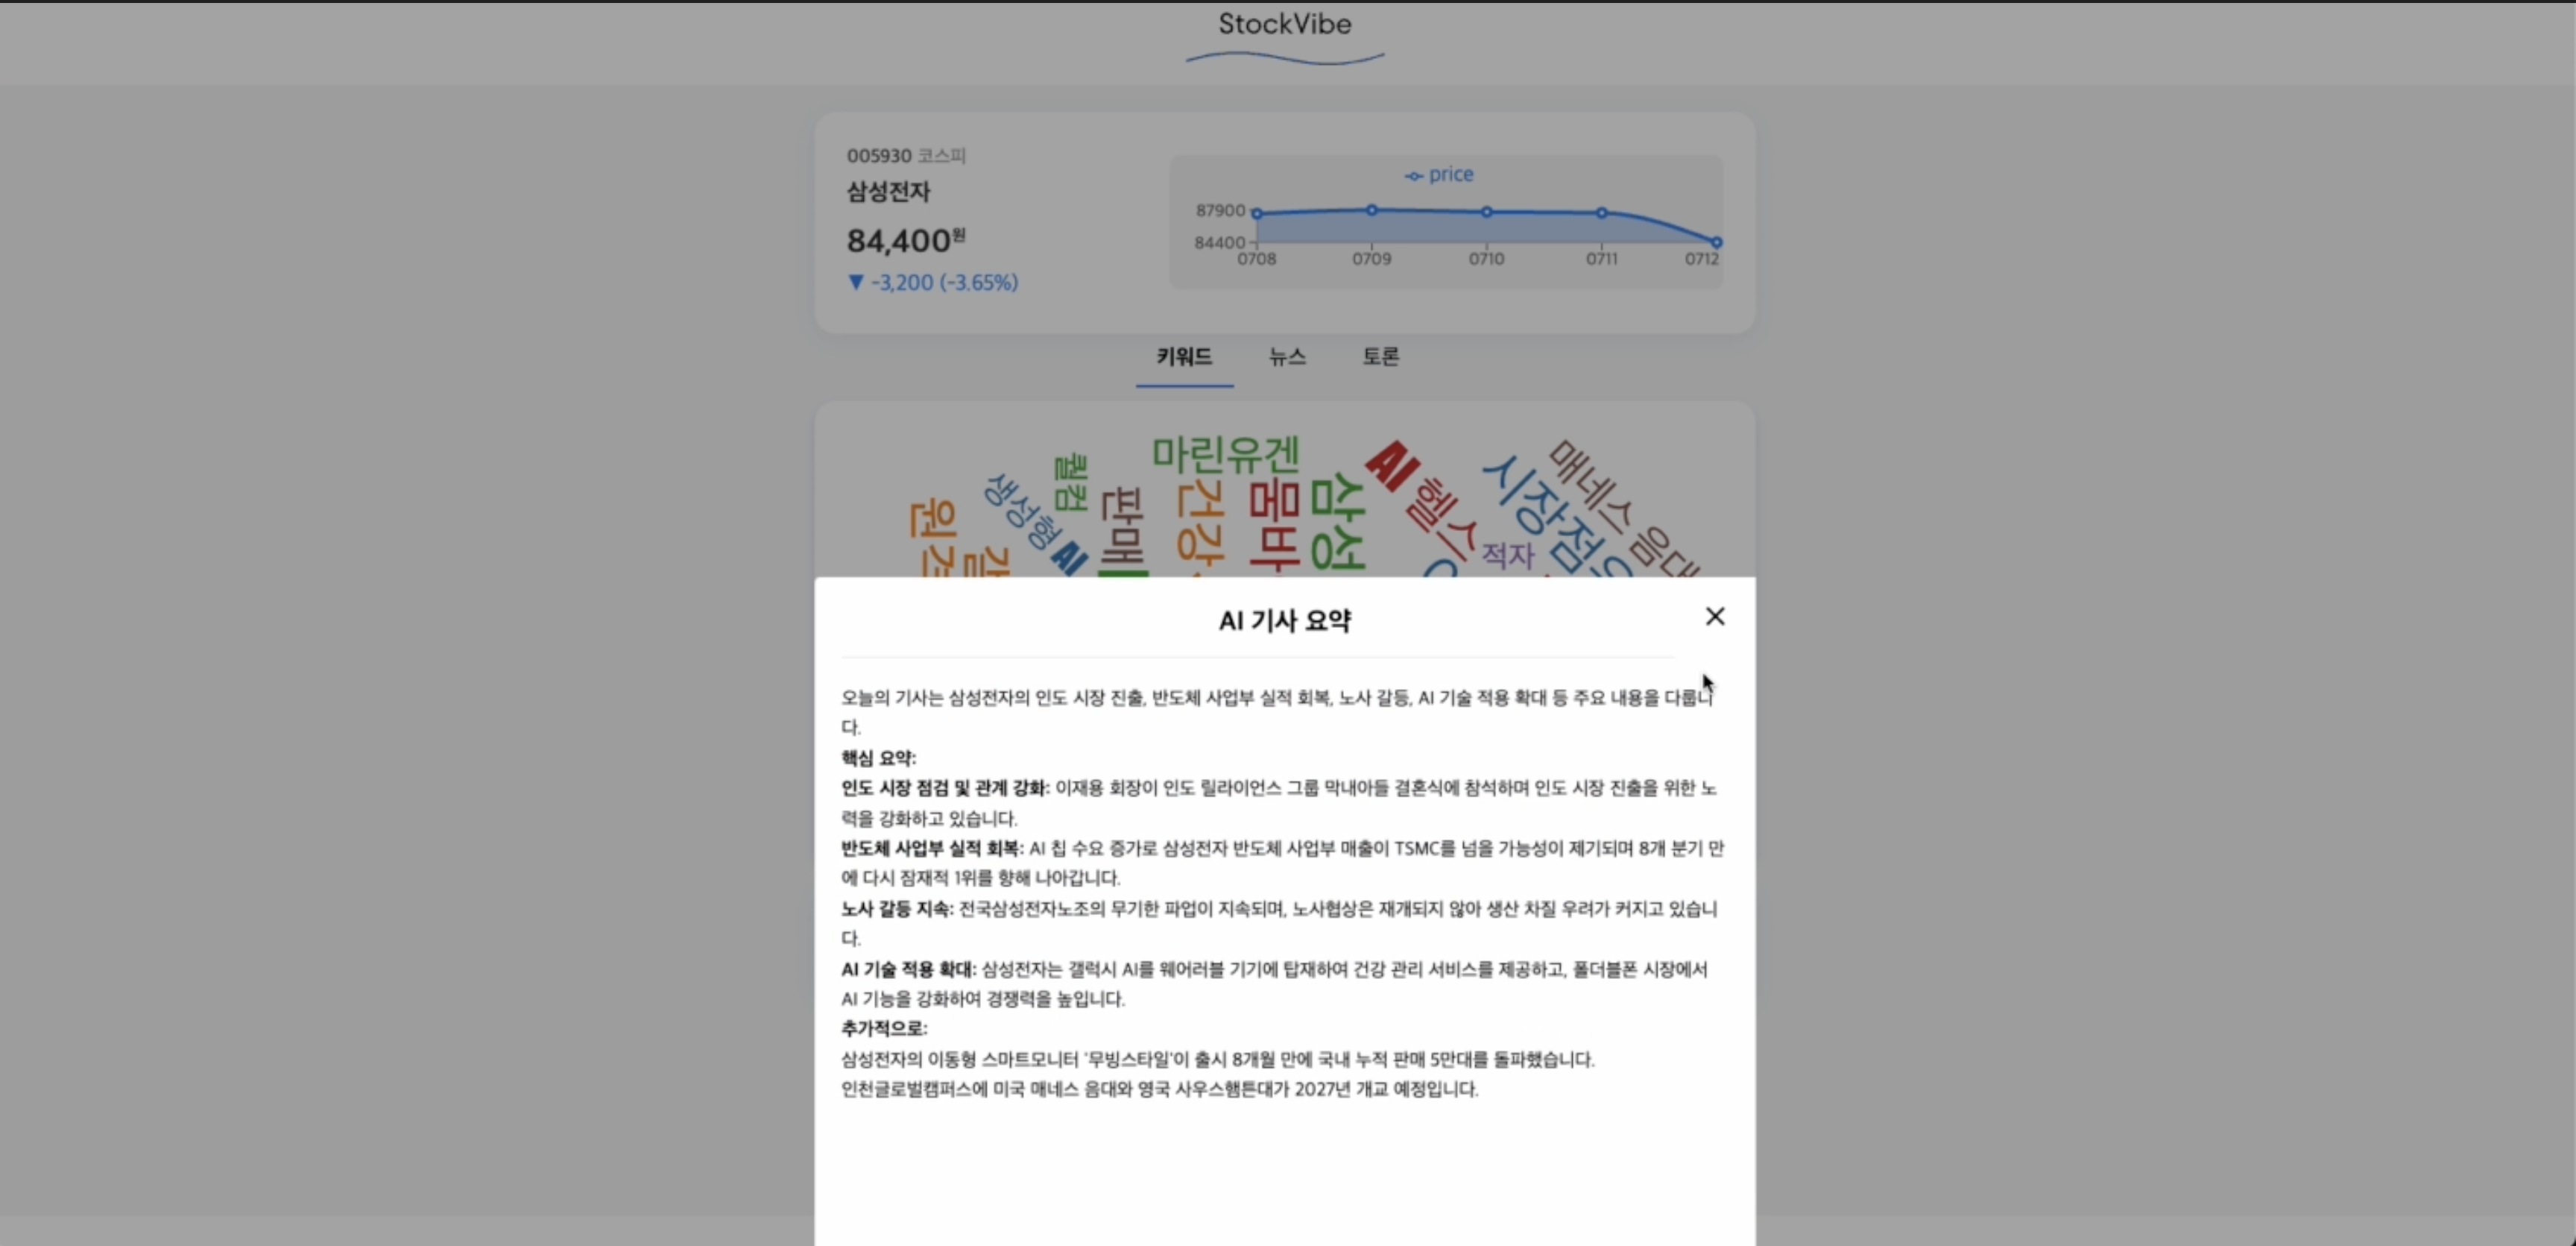 StockVibe
005930 코스피
삼성전자
84,400원
▼ -3,200 (-3.65%)
price
87900
84400
0708 0709 0710 0711 0712
키워드 뉴스 토론
마린유겐
퀄컴
생성형 AI
판매
건강
몸바
삼성
AI 헬스
시장점유
매네스 음대
적자
원격
AI 기사 요약
오늘의 기사는 삼성전자의 인도 시장 진출, 반도체 사업부 실적 회복, 노사 갈등, AI 기술 적용 확대 등 주요 내용을 다룹니
다.
핵심 요약:
인도 시장 점검 및 관계 강화: 이재용 회장이 인도 릴라이언스 그룹 막내아들 결혼식에 참석하며 인도 시장 진출을 위한 노
력을 강화하고 있습니다.
반도체 사업부 실적 회복: AI 칩 수요 증가로 삼성전자 반도체 사업부 매출이 TSMC를 넘을 가능성이 제기되며 8개 분기 만
에 다시 잠재적 1위를 향해 나아갑니다.
노사 갈등 지속: 전국삼성전자노조의 무기한 파업이 지속되며, 노사협상은 재개되지 않아 생산 차질 우려가 커지고 있습니
다.
AI 기술 적용 확대: 삼성전자는 갤럭시 AI를 웨어러블 기기에 탑재하여 건강 관리 서비스를 제공하고, 폴더블폰 시장에서
AI 기능을 강화하여 경쟁력을 높입니다.
추가적으로:
삼성전자의 이동형 스마트모니터 '무빙스타일'이 출시 8개월 만에 국내 누적 판매 5만대를 돌파했습니다.
인천글로벌캠퍼스에 미국 매네스 음대와 영국 사우스햄튼대가 2027년 개교 예정입니다.